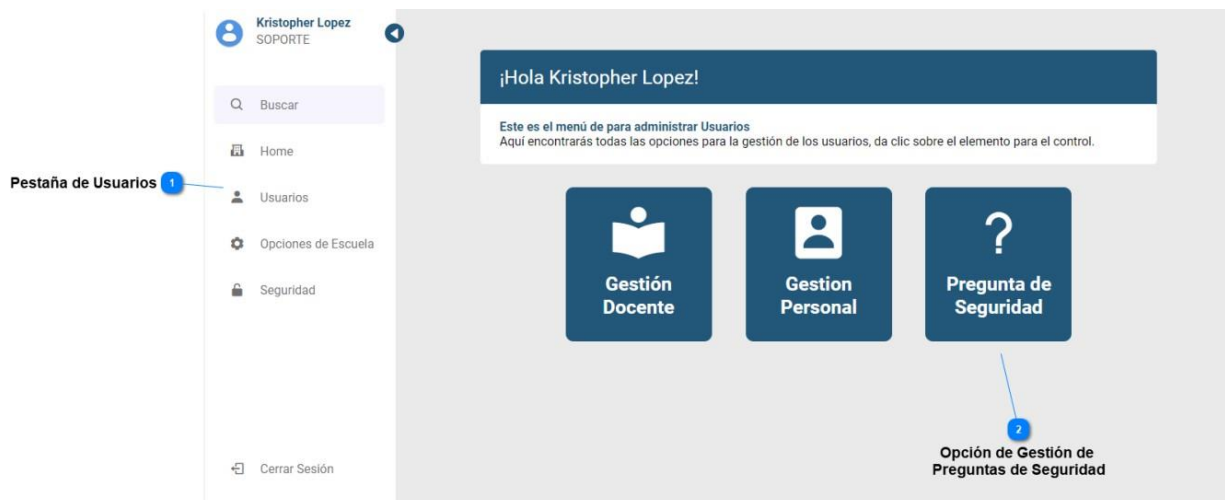 Kristopher Lopez
SOPORTE
Buscar
Home
Pestaña de Usuarios 1
Usuarios
Opciones de Escuela
Seguridad
Cerrar Sesión
¡Hola Kristopher Lopez!
Este es el menú de para administrar Usuarios
Aquí encontrarás todas las opciones para la gestión de los usuarios, da clic sobre el elemento para el control.
Gestión
Docente
Gestion
Personal
?
Pregunta de
Seguridad
2
Opción de Gestión de
Preguntas de Seguridad